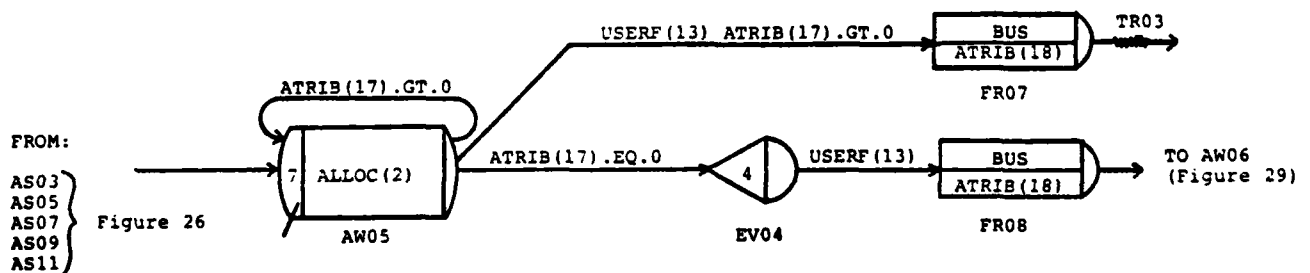 USERF(13) ATRIB(17).GT.0
BUS
ATRIB(18)
TR03
FR07
ATRIB(17).GT.0
FROM:
AS03
AS05
AS07
AS09
AS11
Figure 26
7
ALLOC(2)
AW05
ATRIB(17).EQ.0
4
EV04
USERF(13)
BUS
ATRIB(18)
FR08
TO AW06
(Figure 29)